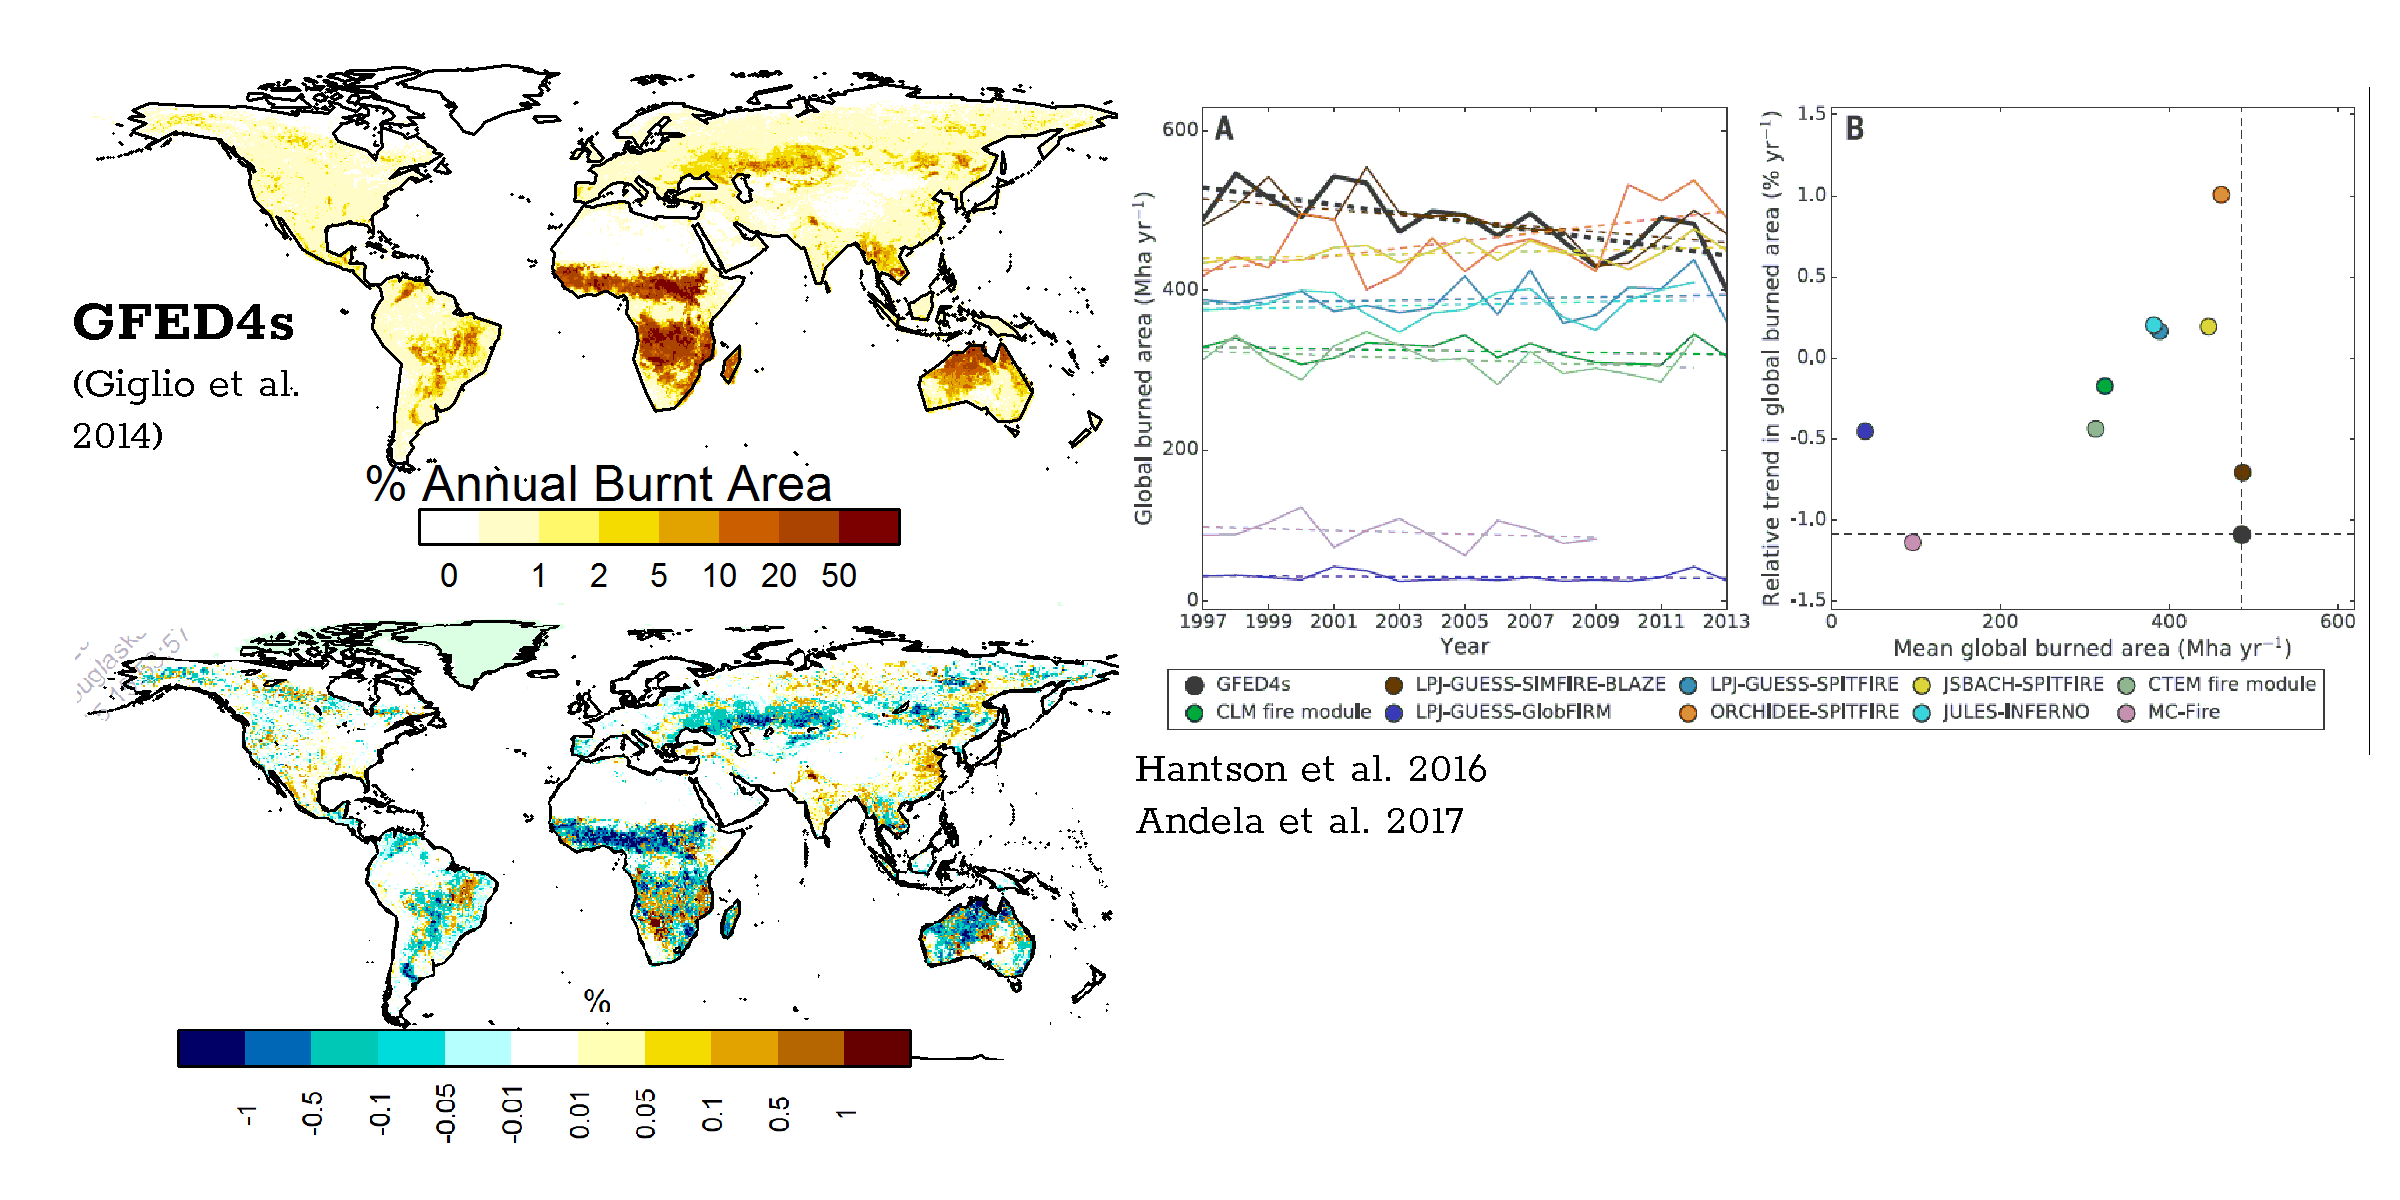 GFED4s
(Giglio et al.
2014)
% Annual Burnt Area
0 1 2 5 10 20 50
%
-1 -0.5 -0.1 -0.05 -0.01 0.01 0.05 0.1 0.5 1
A
Global burned area (Mha yr⁻¹)
600
400
200
0
1997 1999 2001 2003 2005 2007 2009 2011 2013
Year
B
Relative trend in global burned area (% yr⁻¹)
1.5
1.0
0.5
0.0
-0.5
-1.0
-1.5
0 200 400 600
Mean global burned area (Mha yr⁻¹)
GFED4s LPJ-GUESS-SIMFIRE-BLAZE LPJ-GUESS-SPITFIRE JSBACH-SPITFIRE CTEM fire module
CLM fire module LPJ-GUESS-GlobFIRM ORCHIDEE-SPITFIRE JULES-INFERNO MC-Fire
Hantson et al. 2016
Andela et al. 2017